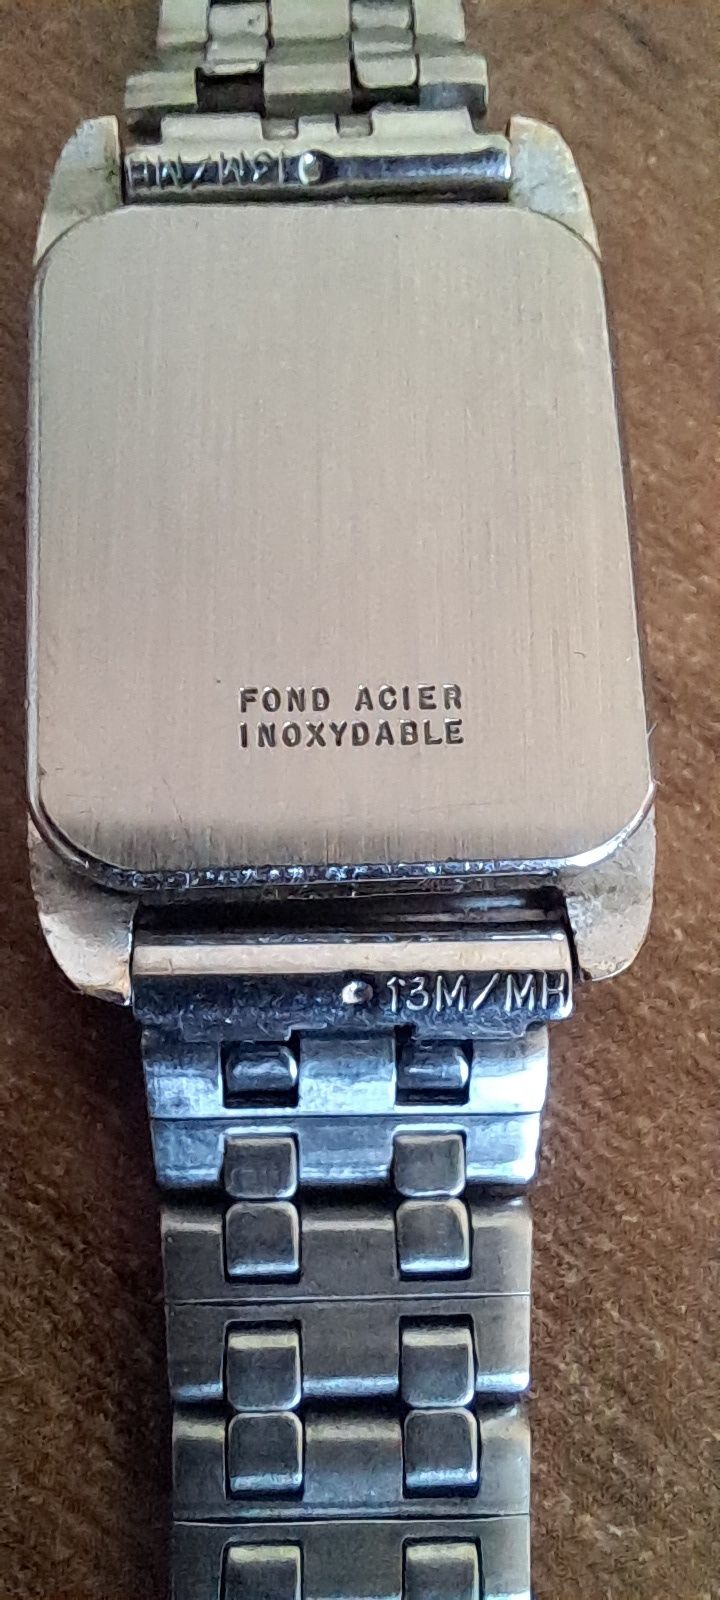 13M/MH
FOND ACIER
INOXYDABLE
13M/MH